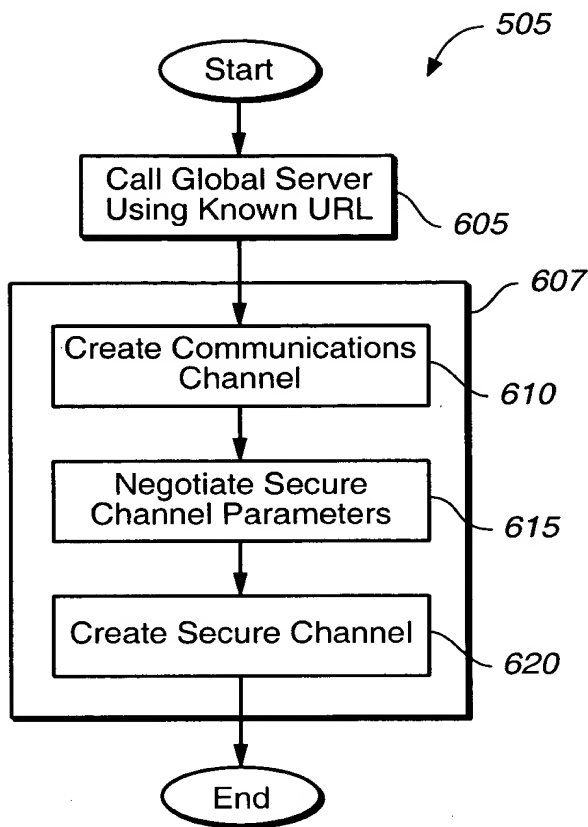 505
Start
Call Global Server
Using Known URL
605
607
Create Communications
Channel
610
Negotiate Secure
Channel Parameters
615
Create Secure Channel
620
End